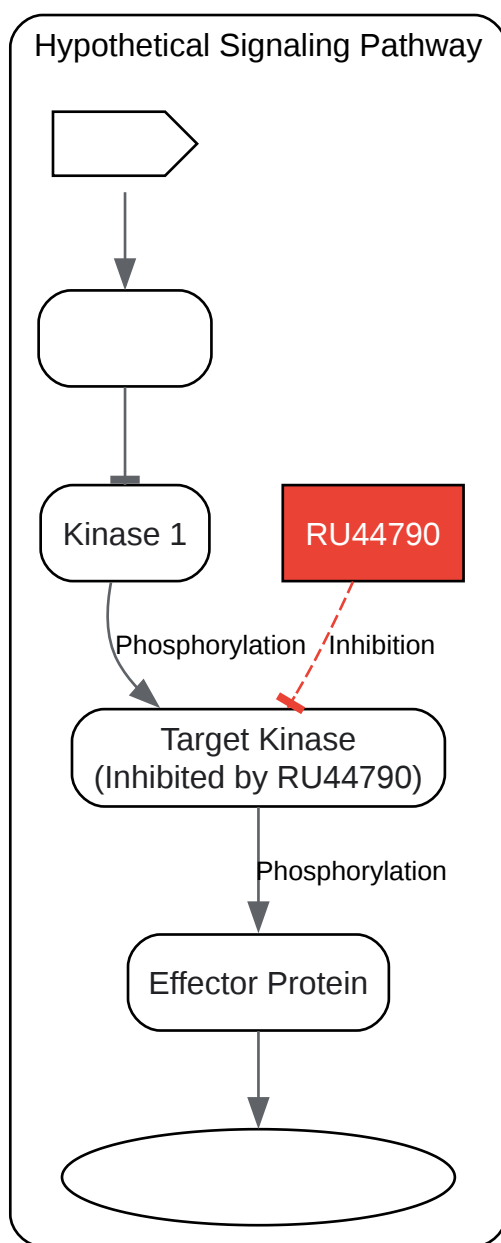 Hypothetical Signaling Pathway
Kinase 1
RU44790
Phosphorylation
Inhibition
Target Kinase
(Inhibited by RU44790)
Phosphorylation
Effector Protein